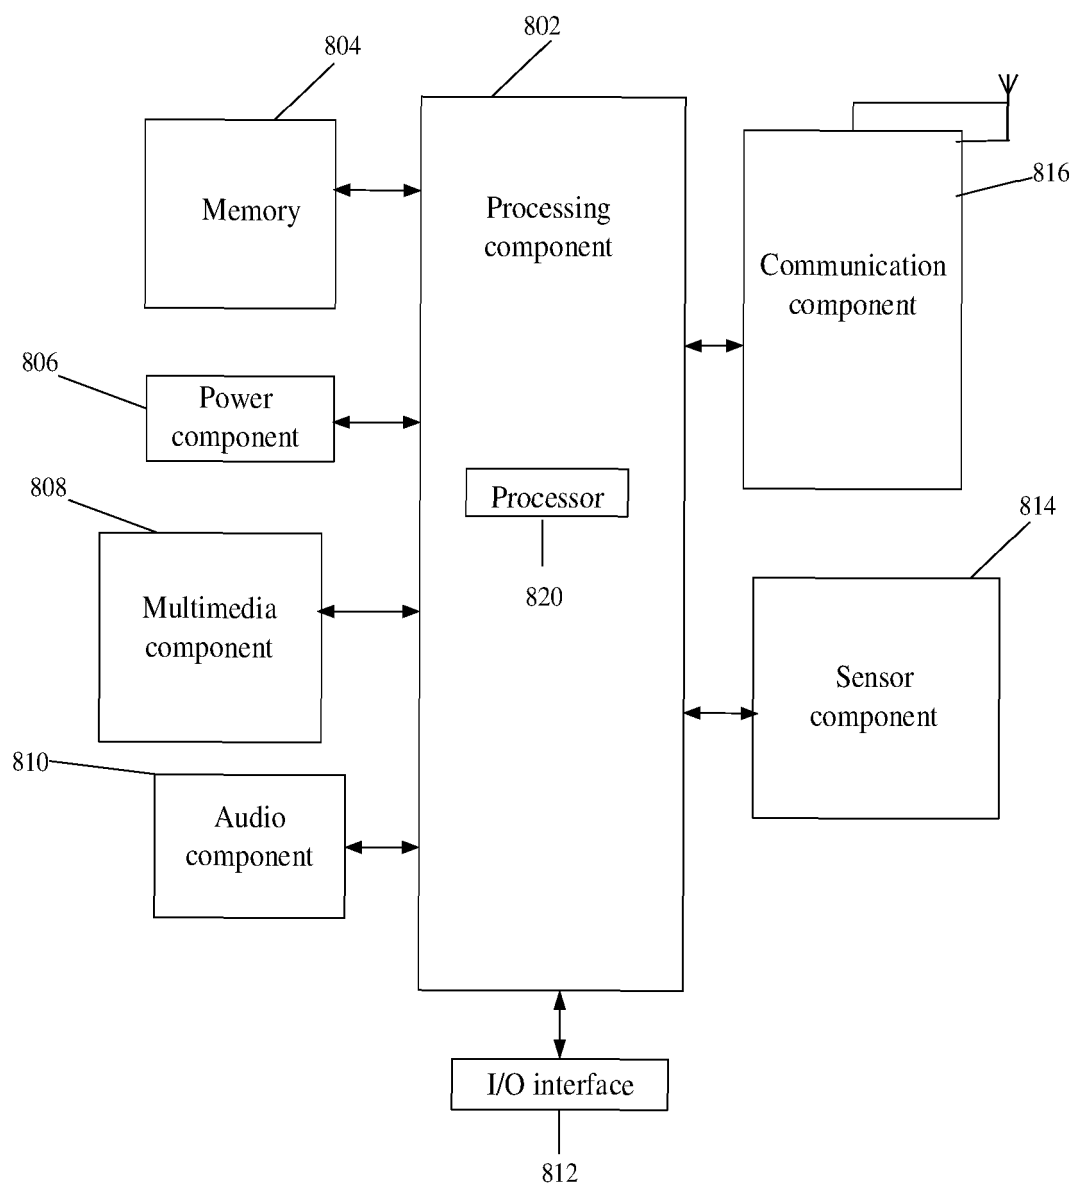 802
804
Memory
Processing
component
816
Communication
component
806
Power
component
808
Processor
820
814
Multimedia
component
Sensor
component
810
Audio
component
I/O interface
812